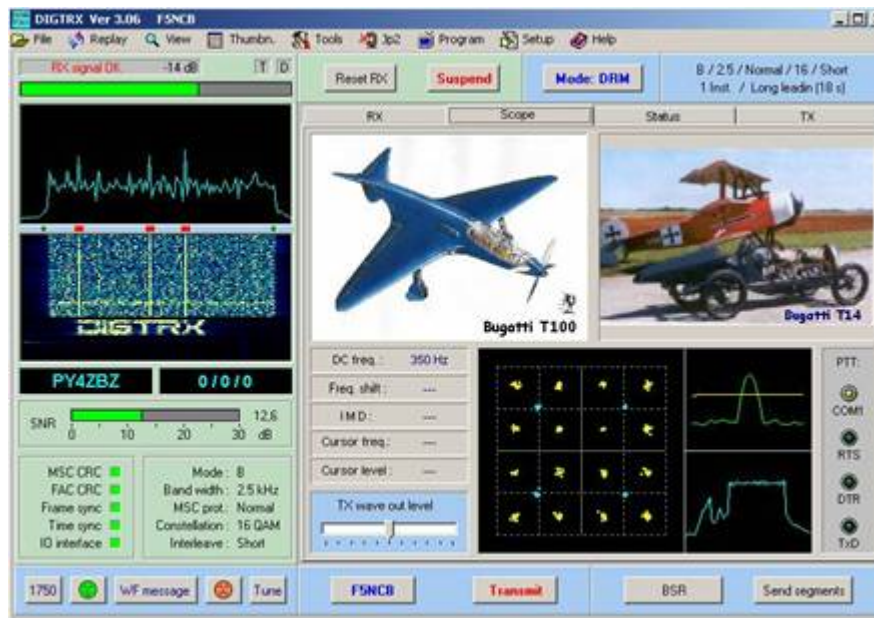 DIGTRX Ver 3.06 F5NCB
File Replay View Thumbn. Tools Jp2 Program Setup Help
RX signal OK -14 dB T D
Reset RX Suspend Mode: DRM
B / 2.5 / Normal / 16 / Short
1 Inst. / Long leadin (18 s)
RX Scope Status TX
Bugatti T100
Bugatti T14
DIGTRX
PY4ZBZ 0/0/0
SNR 12,6
0 10 20 30 dB
MSC CRC
FAC CRC
Frame sync
Time sync
IO interface
Mode : B
Band width : 2.5 kHz
MSC prot. : Normal
Constellation : 16 QAM
Interleave : Short
DC freq. : 350 Hz
Freq. shift : ---
I M D : ---
Cursor freq. : ---
Cursor level : ---
TX wave out level
PTT:
COM1
RTS
DTR
TxD
1750 WF message Tune
F5NCB Transmit BSR Send segments